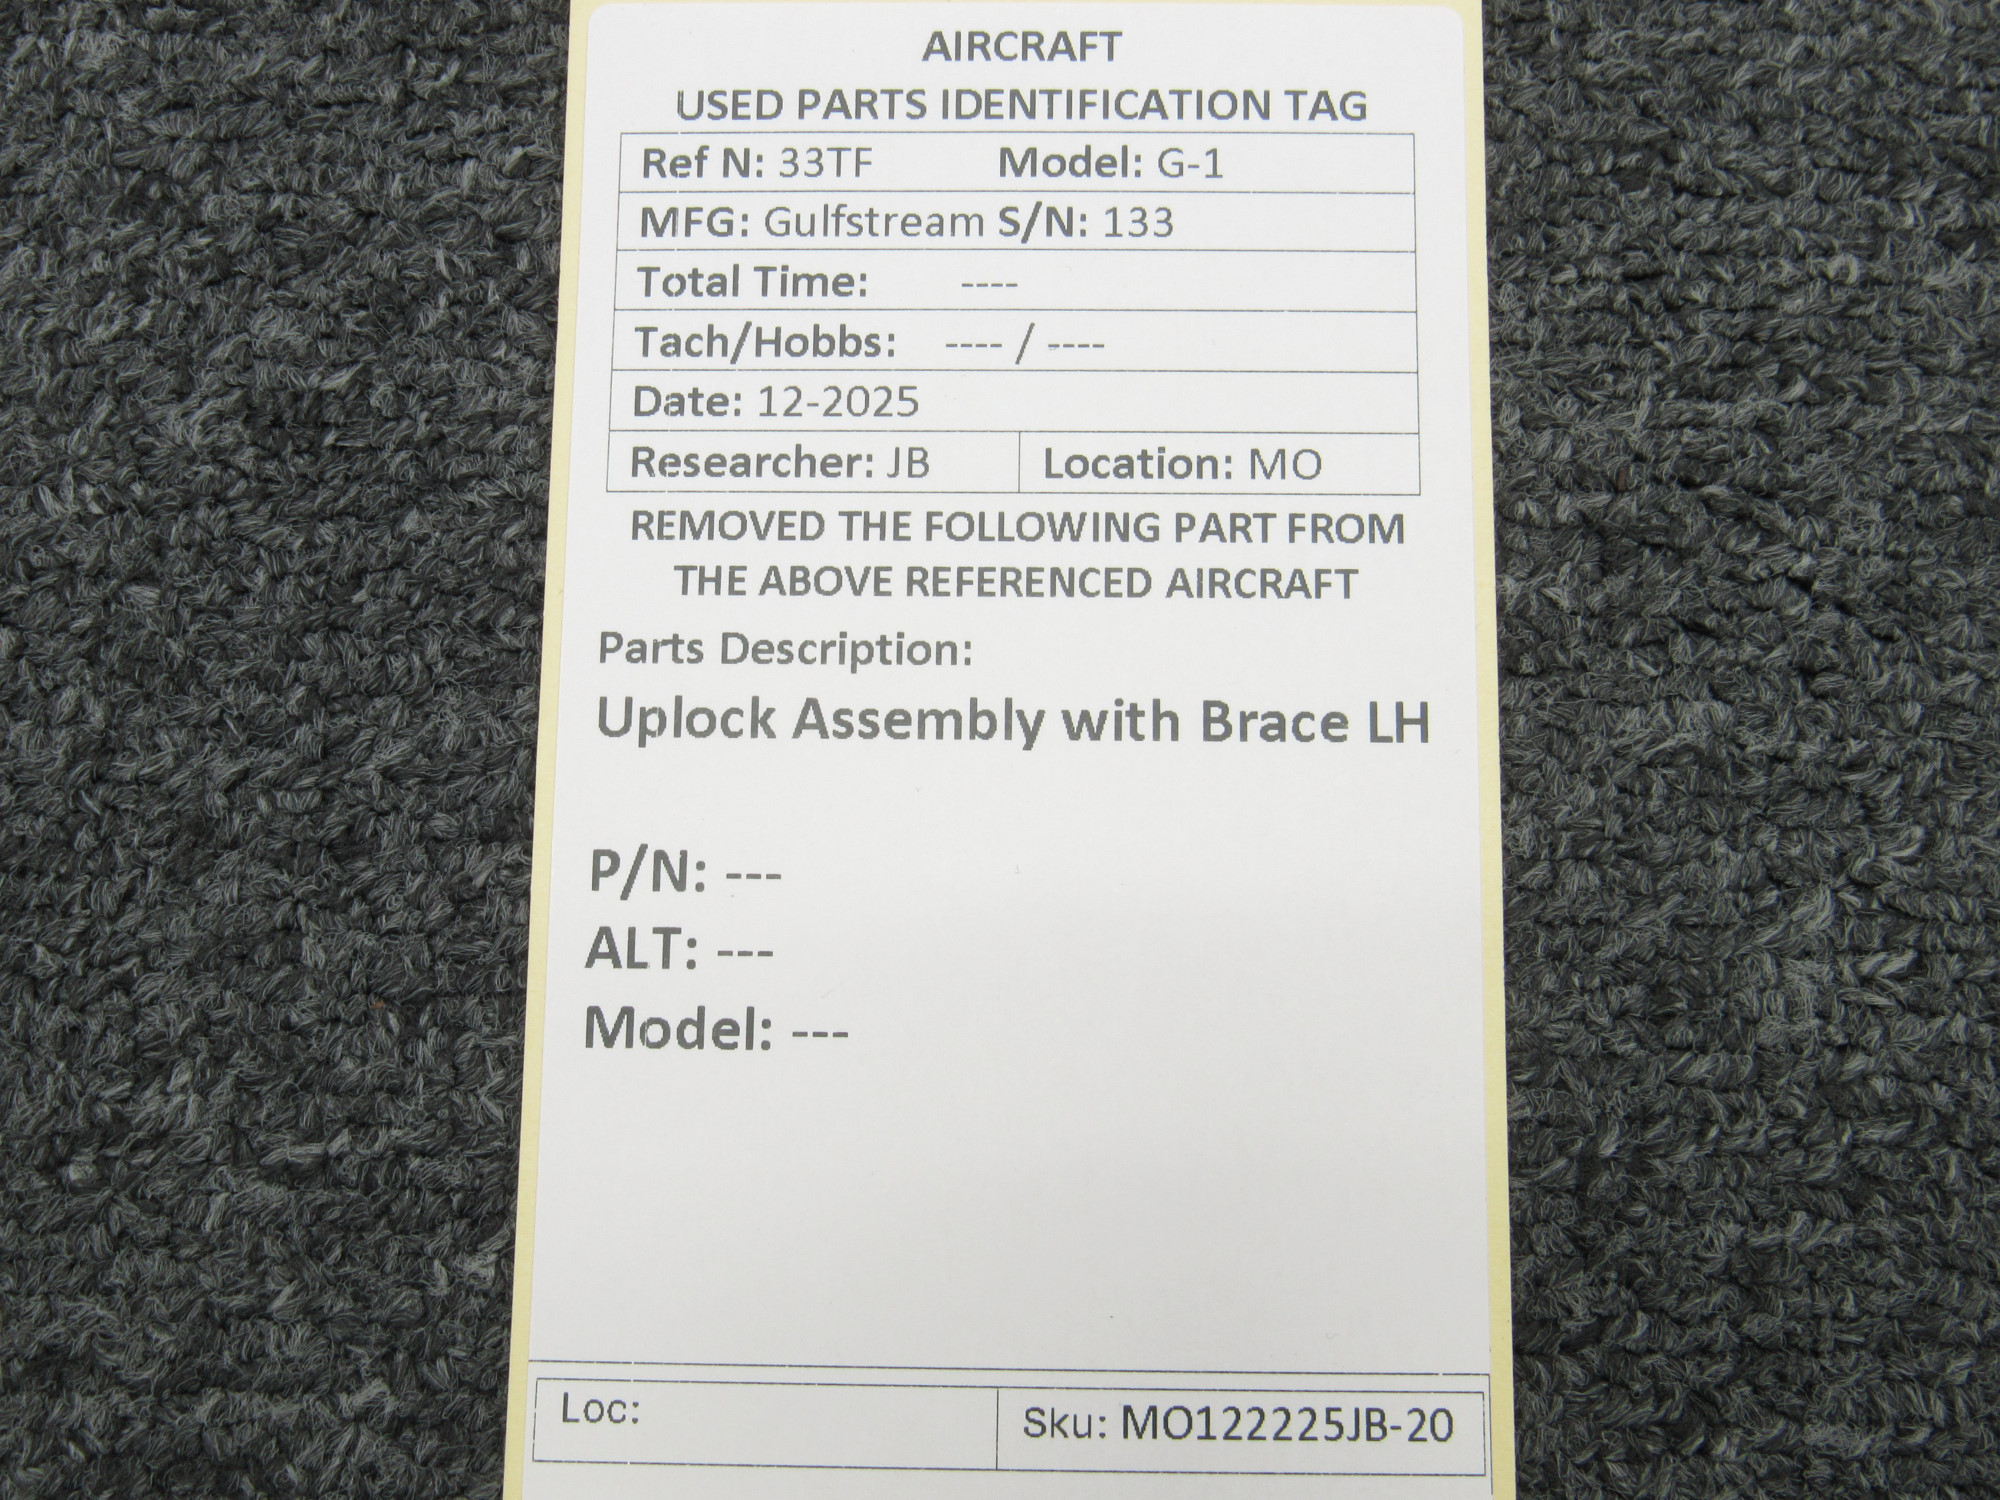 AIRCRAFT
USED PARTS IDENTIFICATION TAG
Ref N: 33TF Model: G-1
MFG: Gulfstream S/N: 133
Total Time: ----
Tach/Hobbs: ---- / ----
Date: 12-2025
Researcher: JB Location: MO
REMOVED THE FOLLOWING PART FROM
THE ABOVE REFERENCED AIRCRAFT
Parts Description:
Uplock Assembly with Brace LH
P/N: ---
ALT: ---
Model: ---
Loc: Sku: MO122225JB-20